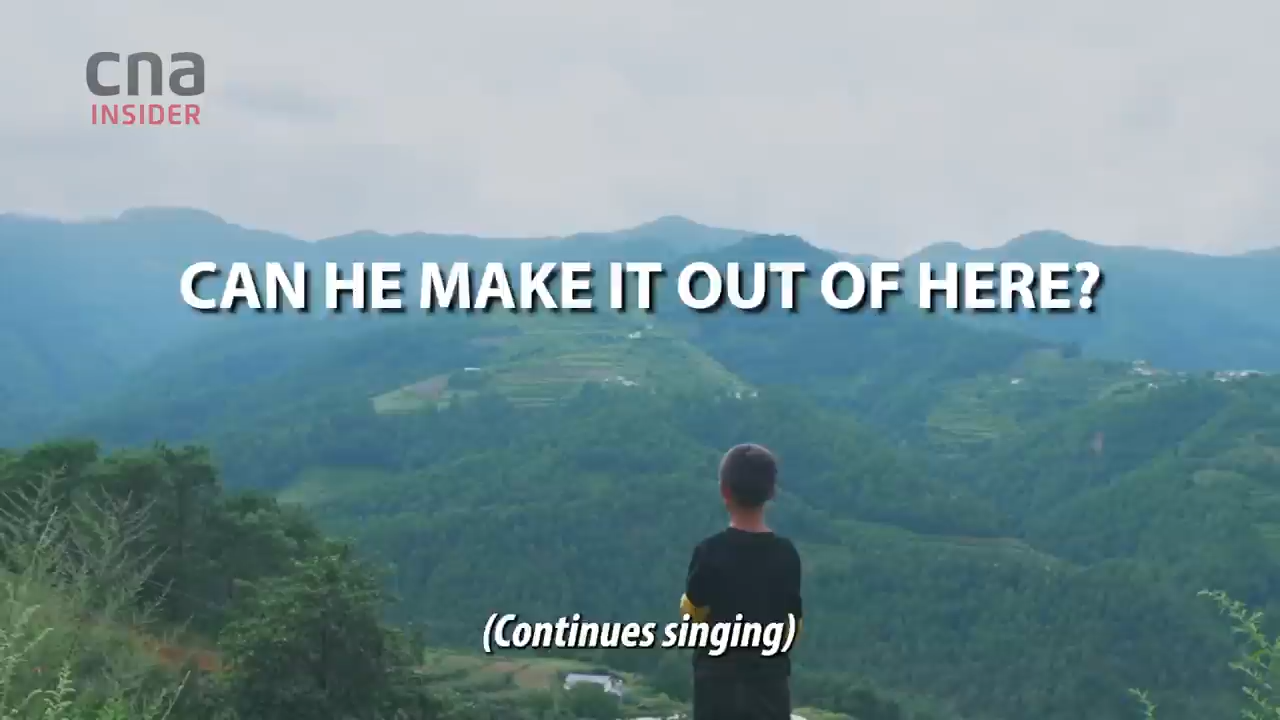 cna
INSIDER
CAN HE MAKE IT OUT OF HERE?
(Continues singing)